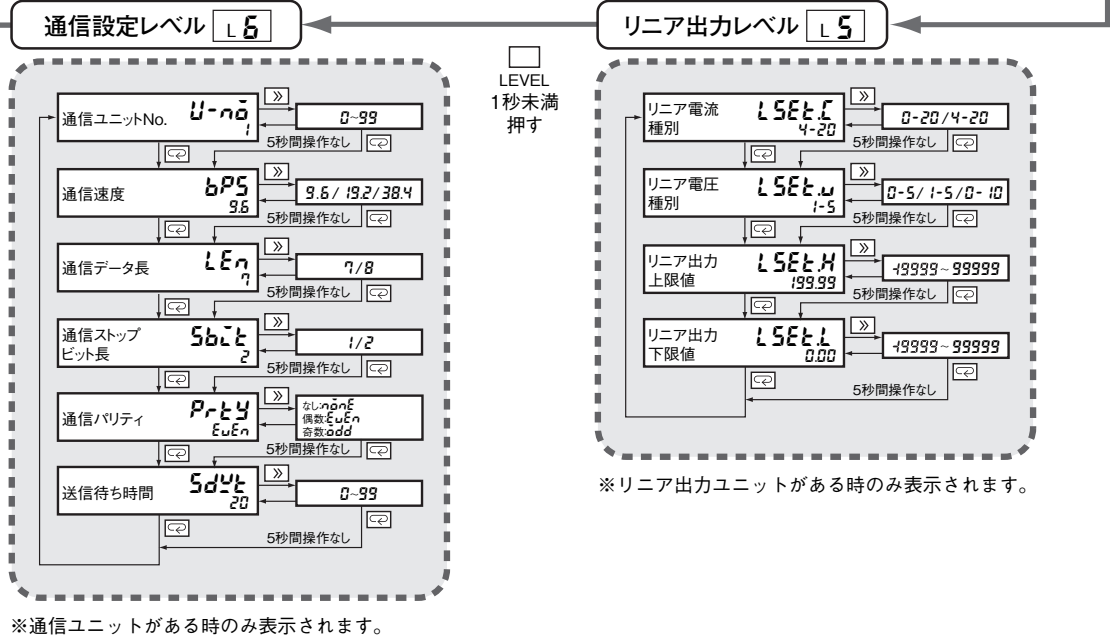 通信設定レベル L 6
通信ユニットNo.
U-no
1
0~99
5秒間操作なし
通信速度
bPS
9.6
9.6/19.2/38.4
5秒間操作なし
通信データ長
LEn
7
7/8
5秒間操作なし
通信ストップ
ビット長
Sbit
2
1/2
5秒間操作なし
通信パリティ
PrtY
EvEn
なし:nonE
偶数:EvEn
奇数:odd
5秒間操作なし
送信待ち時間
SdWt
20
0~99
5秒間操作なし
※通信ユニットがある時のみ表示されます。
LEVEL
1秒未満
押す
リニア出力レベル L 5
リニア電流
種別
LSEt.C
4-20
0-20/4-20
5秒間操作なし
リニア電圧
種別
LSEt.v
1-5
0-5/1-5/0-10
5秒間操作なし
リニア出力
上限値
LSEt.H
199.99
-19999~99999
5秒間操作なし
リニア出力
下限値
LSEt.L
0.00
-19999~99999
5秒間操作なし
※リニア出力ユニットがある時のみ表示されます。